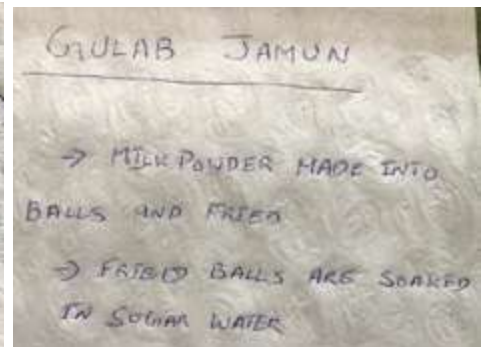 GULAB JAMUN
→ MILK POWDER MADE INTO
BALLS AND FRIED
→ FRIED BALLS ARE SOAKED
IN SUGAR WATER